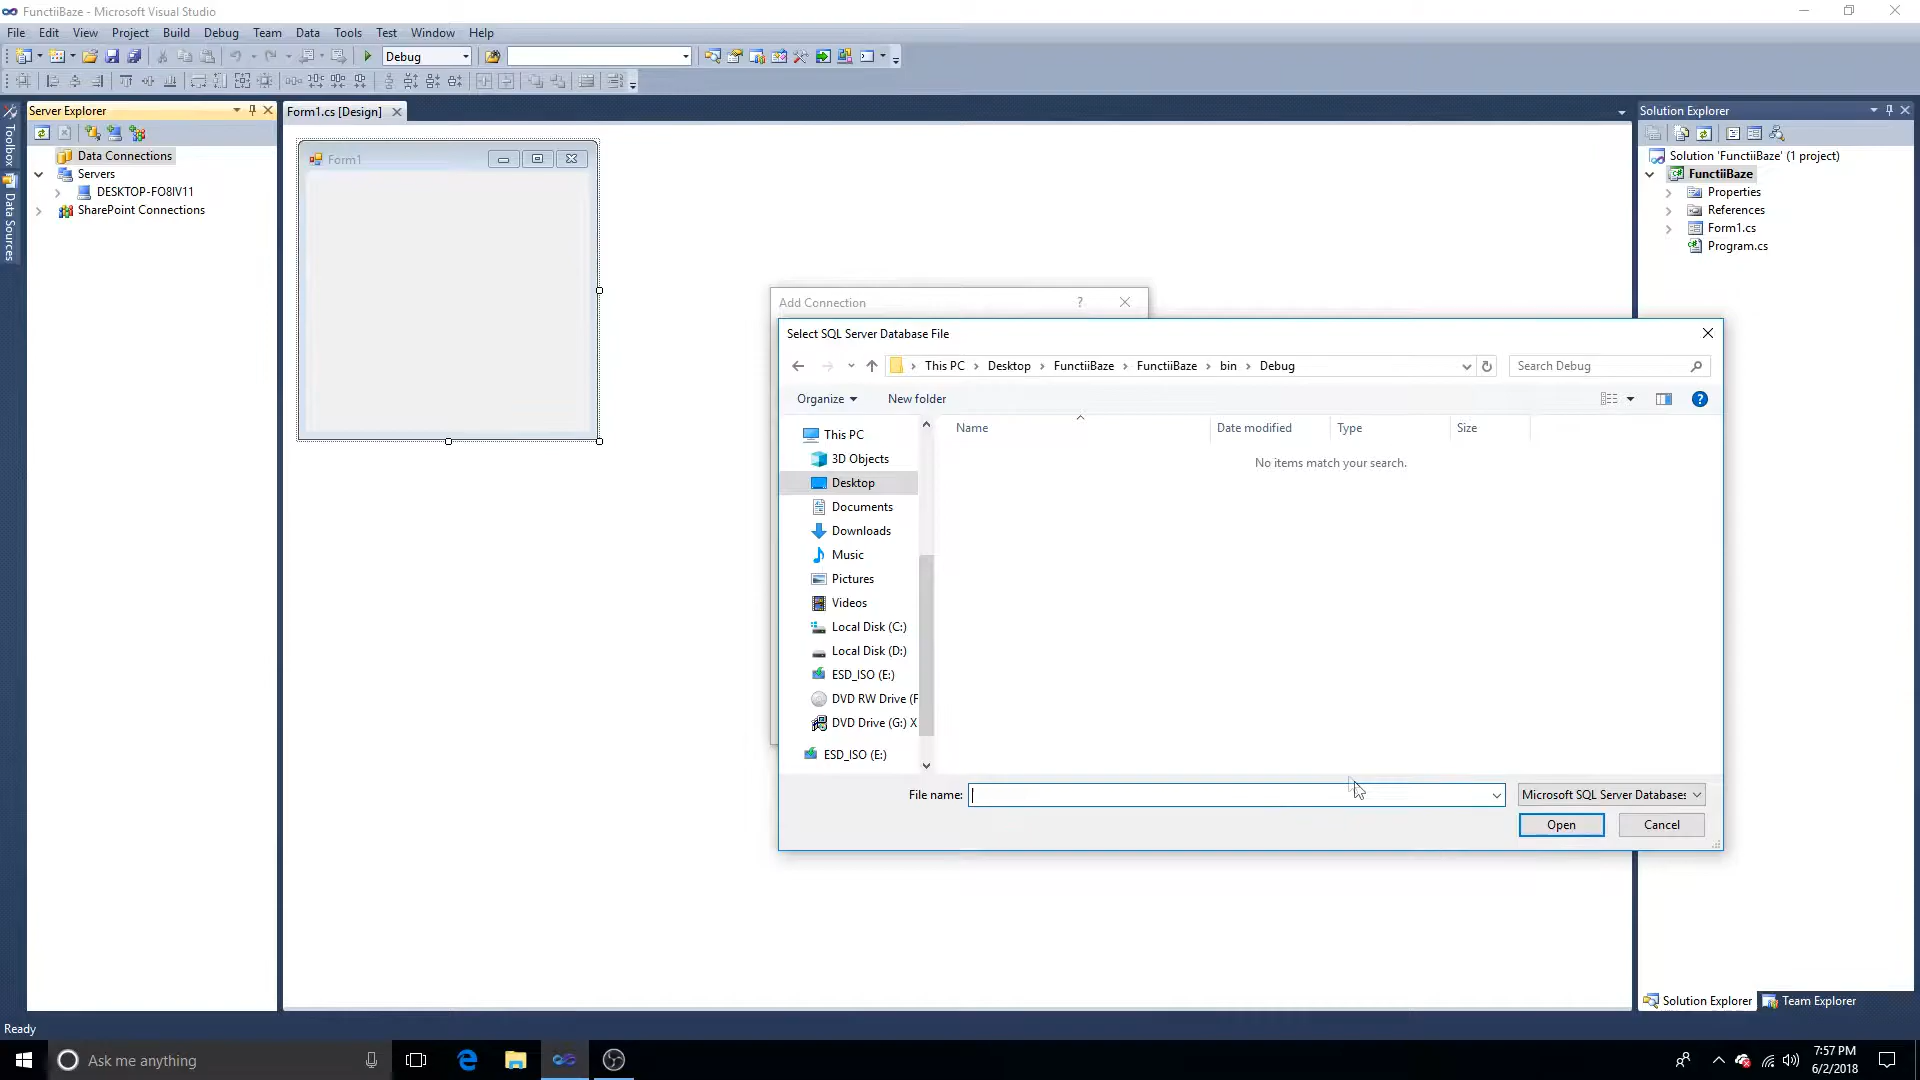 FunctiiBaze - Microsoft Visual Studio
File Edit View Project Build Debug Team Data Tools Test Window Help
Debug
Toolbox
Data Sources
Server Explorer
Data Connections
Servers
DESKTOP-FO8IV11
SharePoint Connections
Form1.cs [Design]
Form1
Add Connection ?
Select SQL Server Database File
This PC Desktop FunctiiBaze FunctiiBaze bin Debug
Search Debug
Organize New folder
Name Date modified Type Size
No items match your search.
This PC
3D Objects
Desktop
Documents
Downloads
Music
Pictures
Videos
Local Disk (C:)
Local Disk (D:)
ESD_ISO (E:)
DVD RW Drive (F
DVD Drive (G:) X
ESD_ISO (E:)
File name:
Microsoft SQL Server Databases
Open Cancel
Solution Explorer
Solution 'FunctiiBaze' (1 project)
FunctiiBaze
Properties
References
Form1.cs
Program.cs
Solution Explorer Team Explorer
Ready
Ask me anything
7:57 PM
6/2/2018